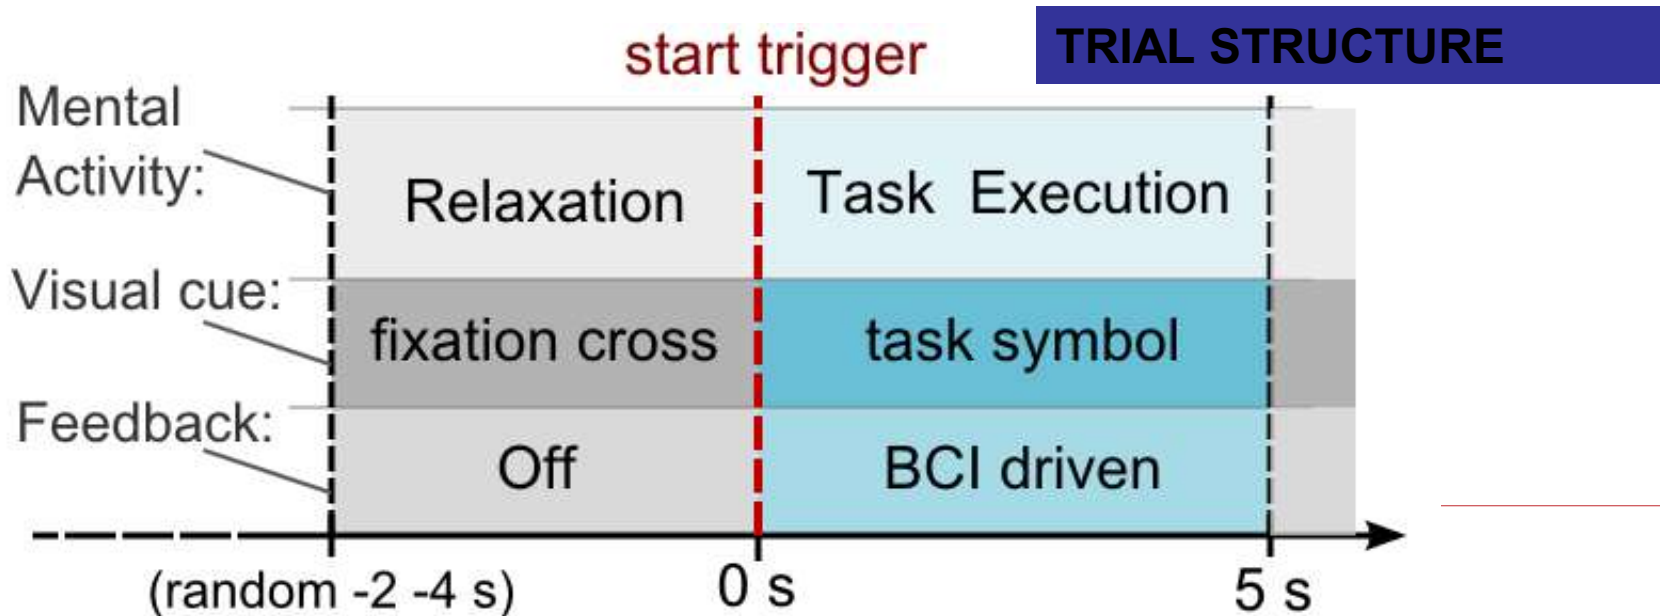 start trigger
TRIAL STRUCTURE
Mental
Activity:
Relaxation
Task Execution
Visual cue:
fixation cross
task symbol
Feedback:
Off
BCI driven
(random -2 -4 s)
0 s
5 s